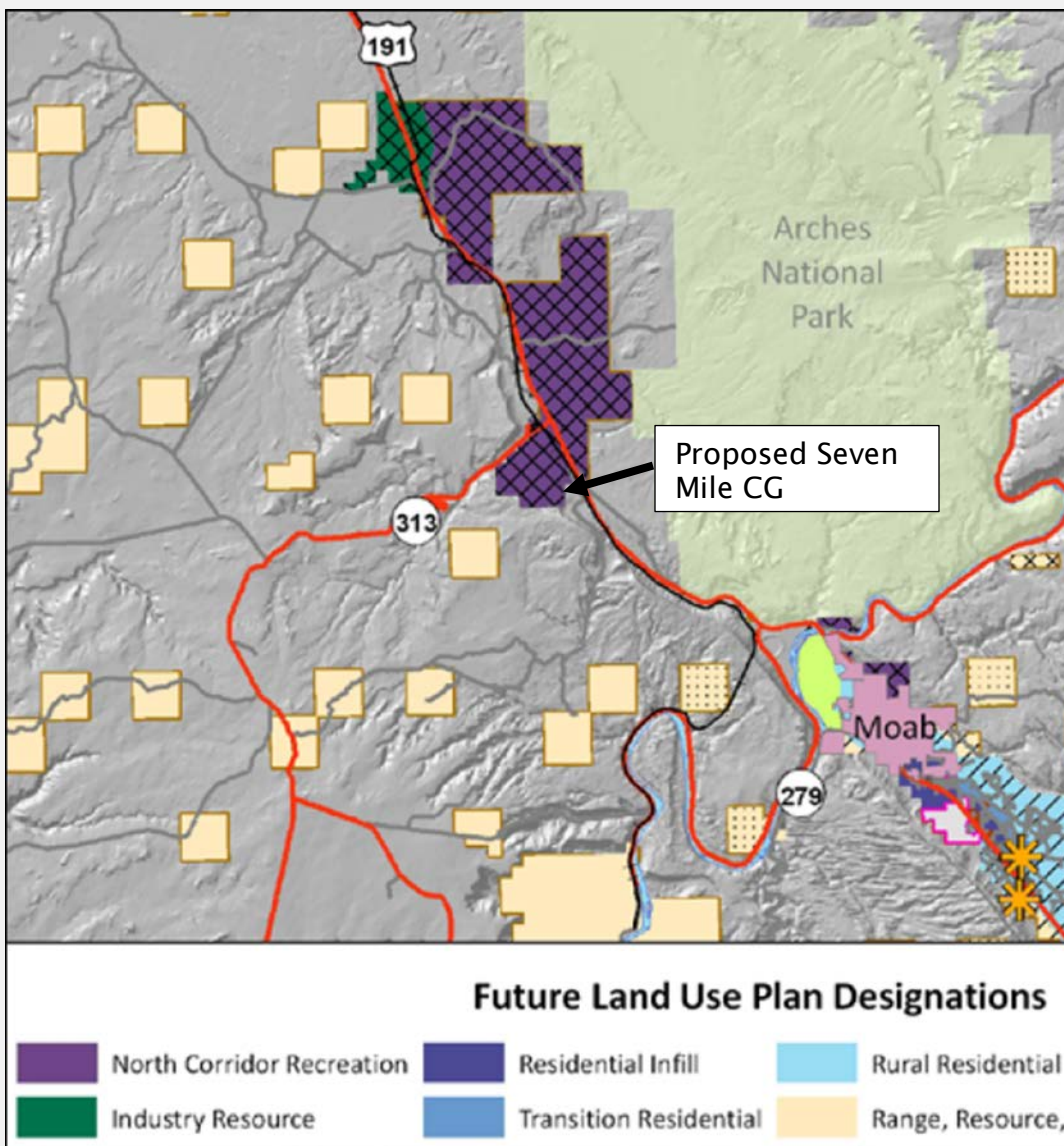 191
Arches
National
Park
Proposed Seven
Mile CG
313
Moab
279
Future Land Use Plan Designations
North Corridor Recreation
Residential Infill
Rural Residential
Industry Resource
Transition Residential
Range, Resource,